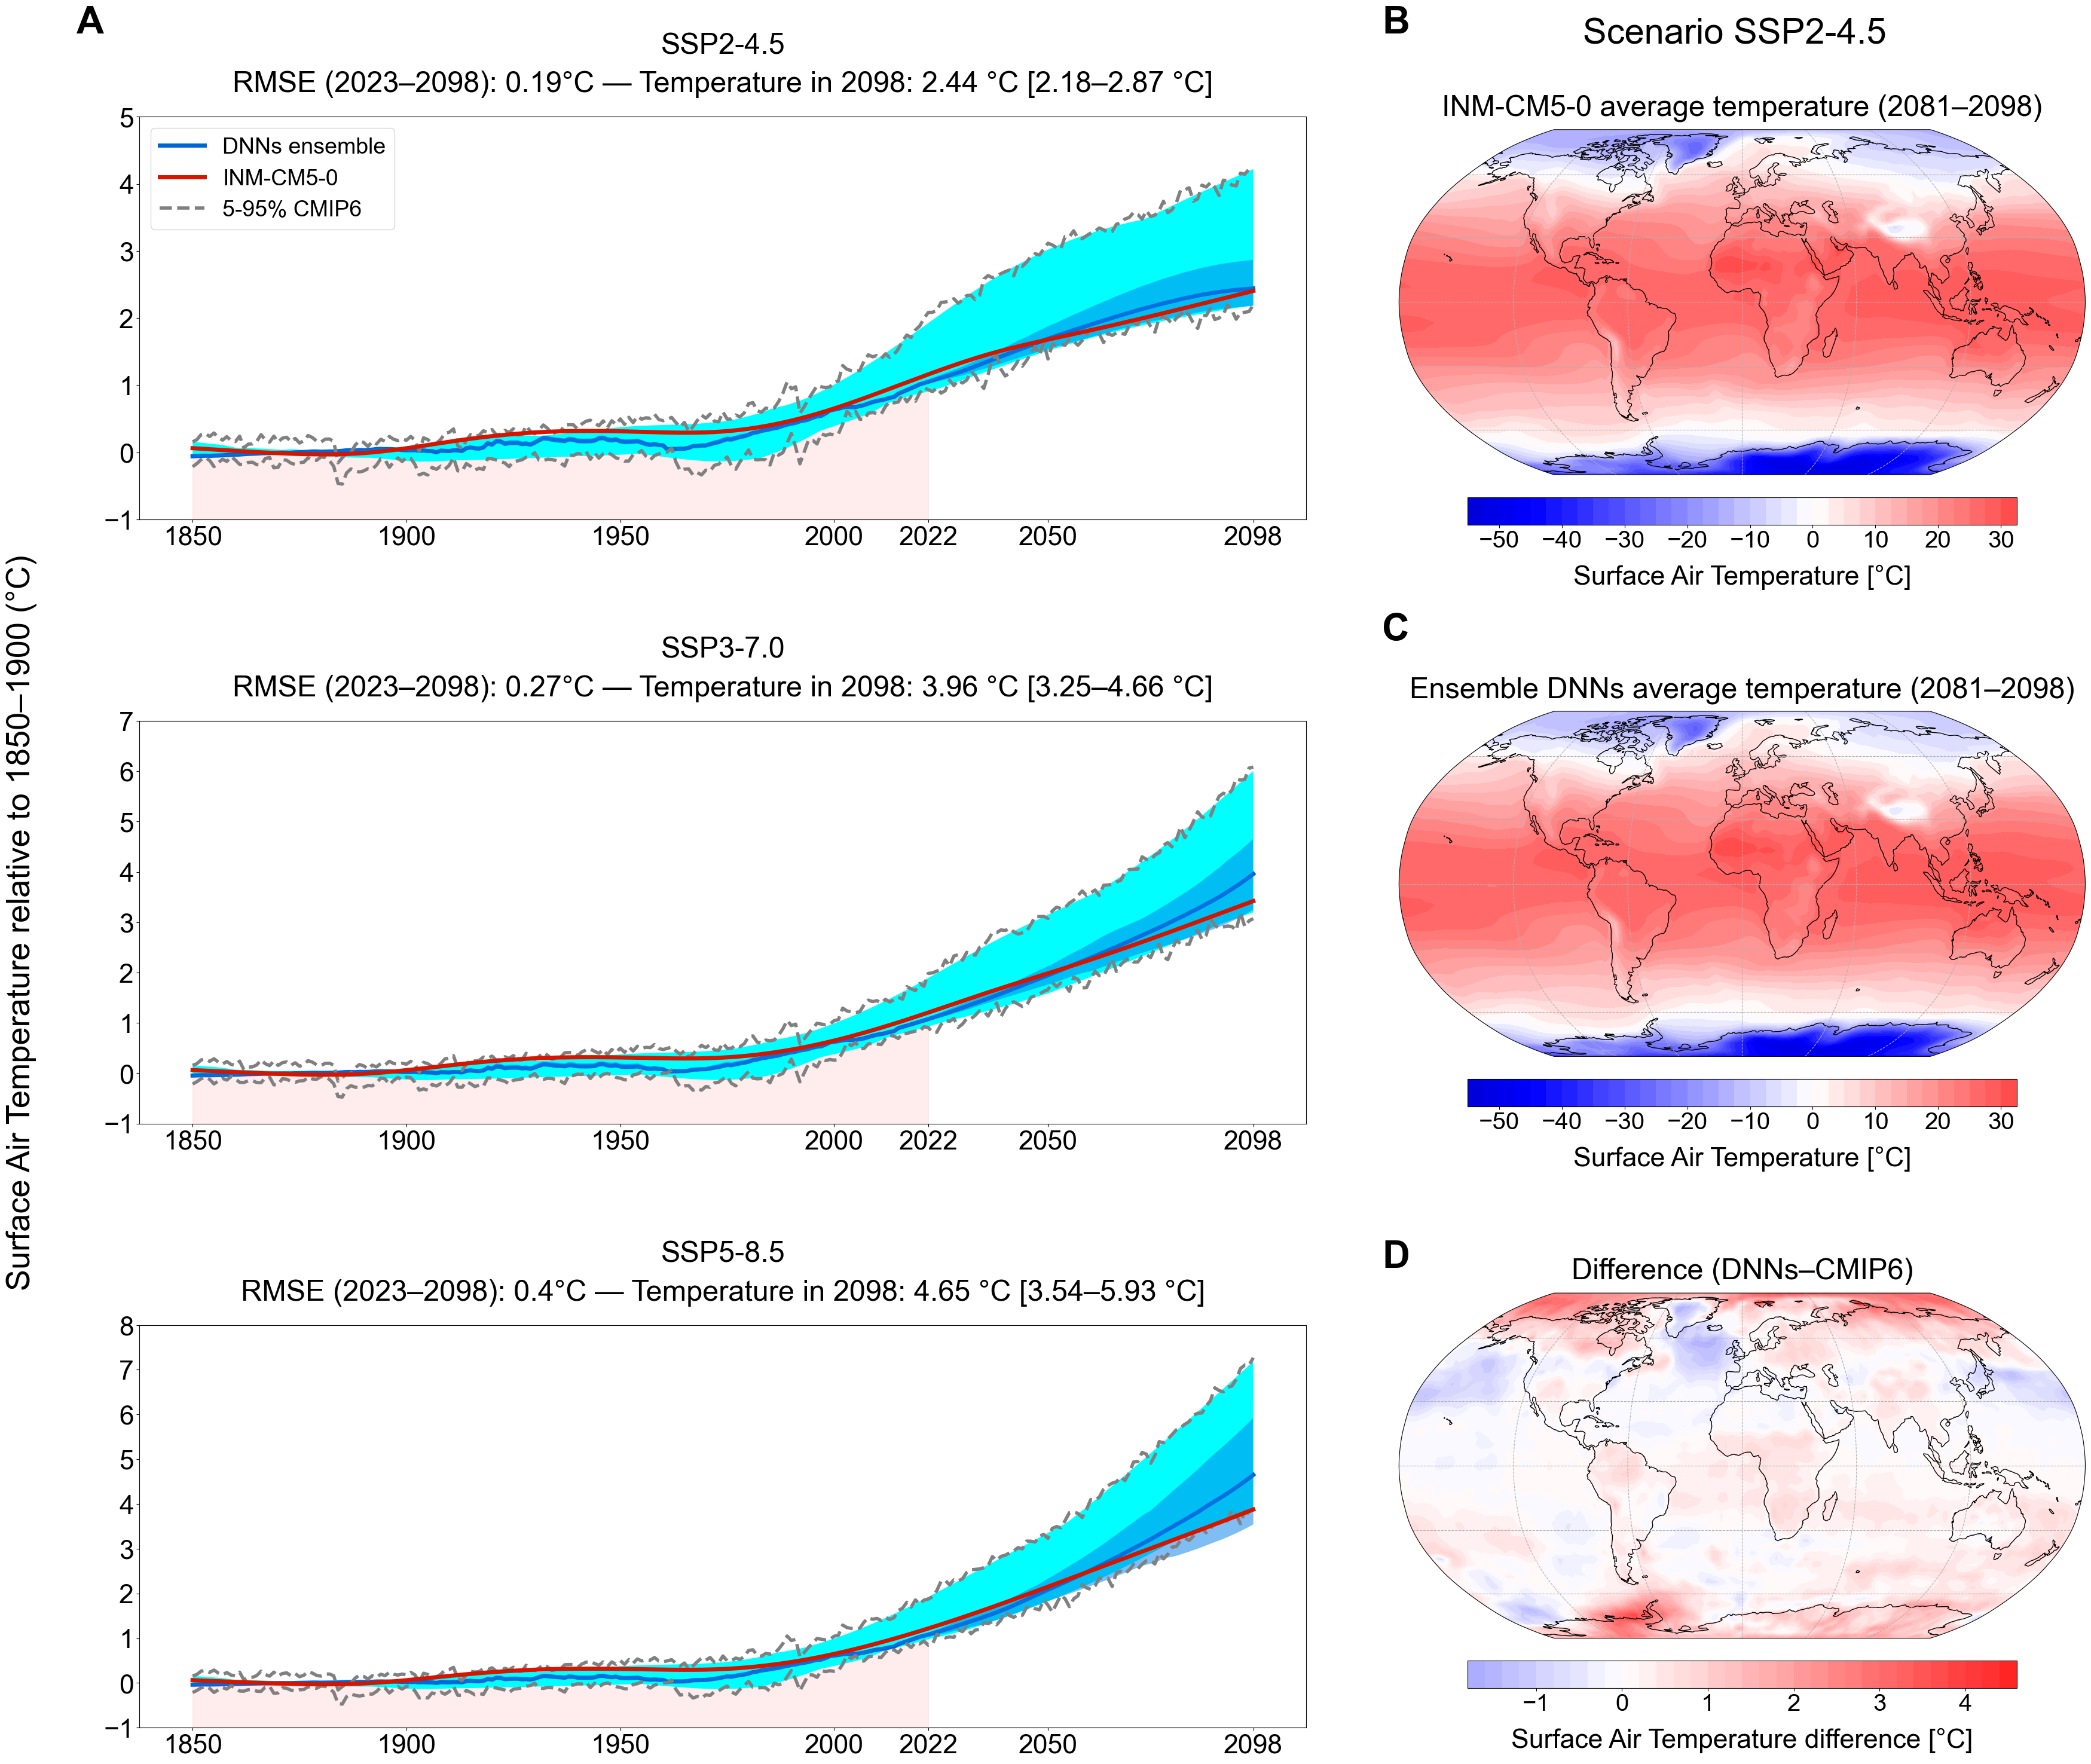 A
SSP2-4.5
RMSE (2023–2098): 0.19°C — Temperature in 2098: 2.44 °C [2.18–2.87 °C]
5
4
3
2
1
0
−1
DNNs ensemble
INM-CM5-0
5-95% CMIP6
1850 1900 1950 2000 2022 2050 2098
Surface Air Temperature relative to 1850–1900 (°C)
SSP3-7.0
RMSE (2023–2098): 0.27°C — Temperature in 2098: 3.96 °C [3.25–4.66 °C]
7
6
5
4
3
2
1
0
−1
1850 1900 1950 2000 2022 2050 2098
SSP5-8.5
RMSE (2023–2098): 0.4°C — Temperature in 2098: 4.65 °C [3.54–5.93 °C]
8
7
6
5
4
3
2
1
0
−1
1850 1900 1950 2000 2022 2050 2098
B
Scenario SSP2-4.5
INM-CM5-0 average temperature (2081–2098)
−50 −40 −30 −20 −10 0 10 20 30
Surface Air Temperature [°C]
C
Ensemble DNNs average temperature (2081–2098)
−50 −40 −30 −20 −10 0 10 20 30
Surface Air Temperature [°C]
D
Difference (DNNs–CMIP6)
−1 0 1 2 3 4
Surface Air Temperature difference [°C]